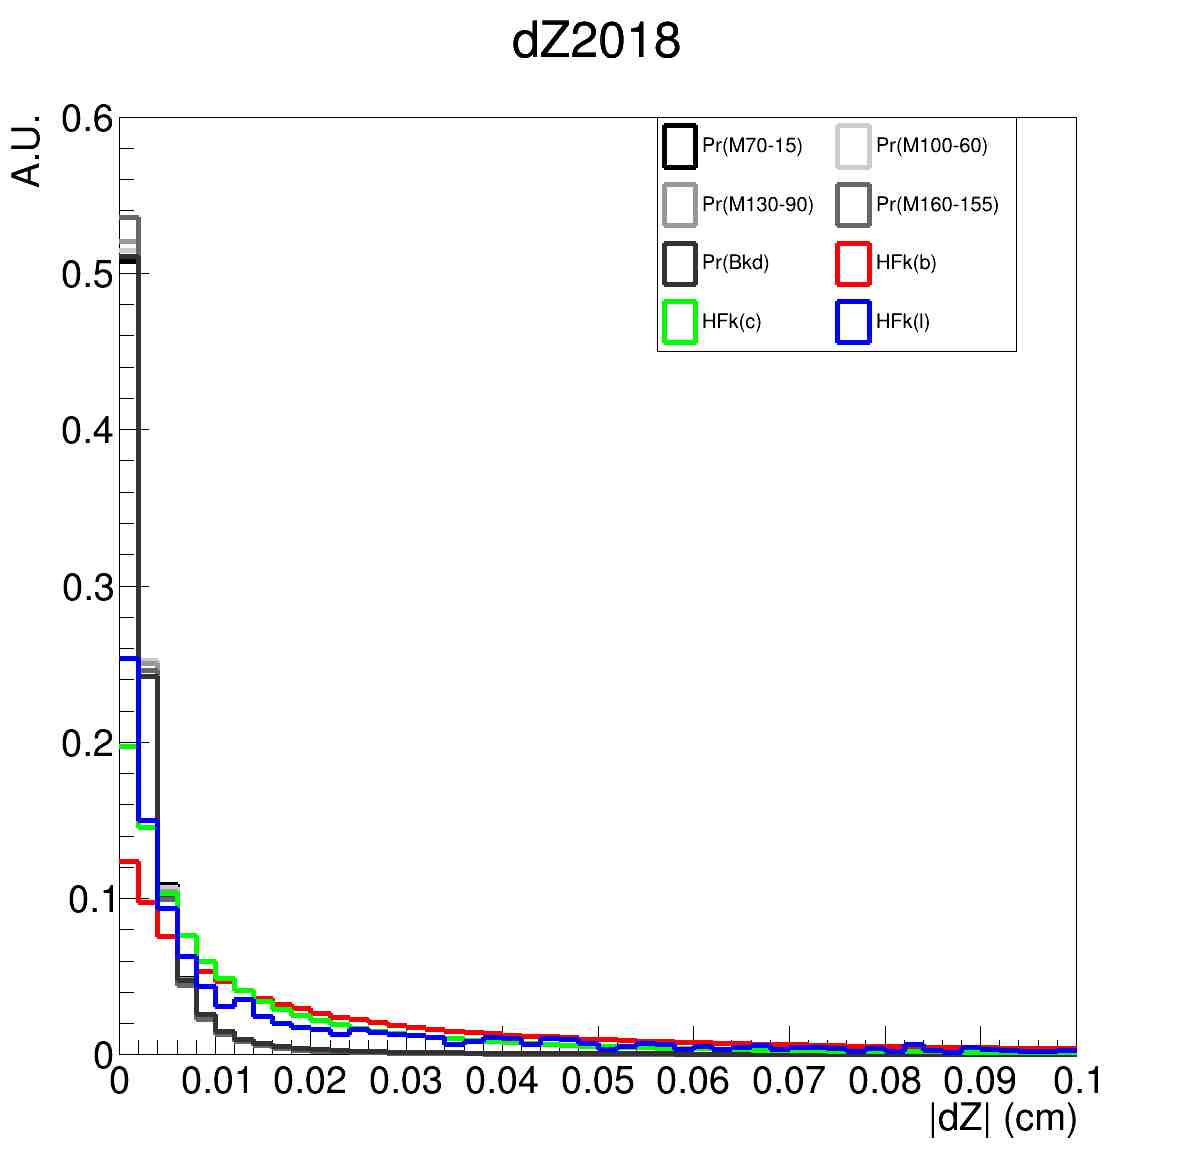 dZ2018
A.U.
0.6
0.5
0.4
0.3
0.2
0.1
0
Pr(M70-15) Pr(M100-60)
Pr(M130-90) Pr(M160-155)
Pr(Bkd) HFk(b)
HFk(c) HFk(l)
0 0.01 0.02 0.03 0.04 0.05 0.06 0.07 0.08 0.09 0.1
|dZ| (cm)